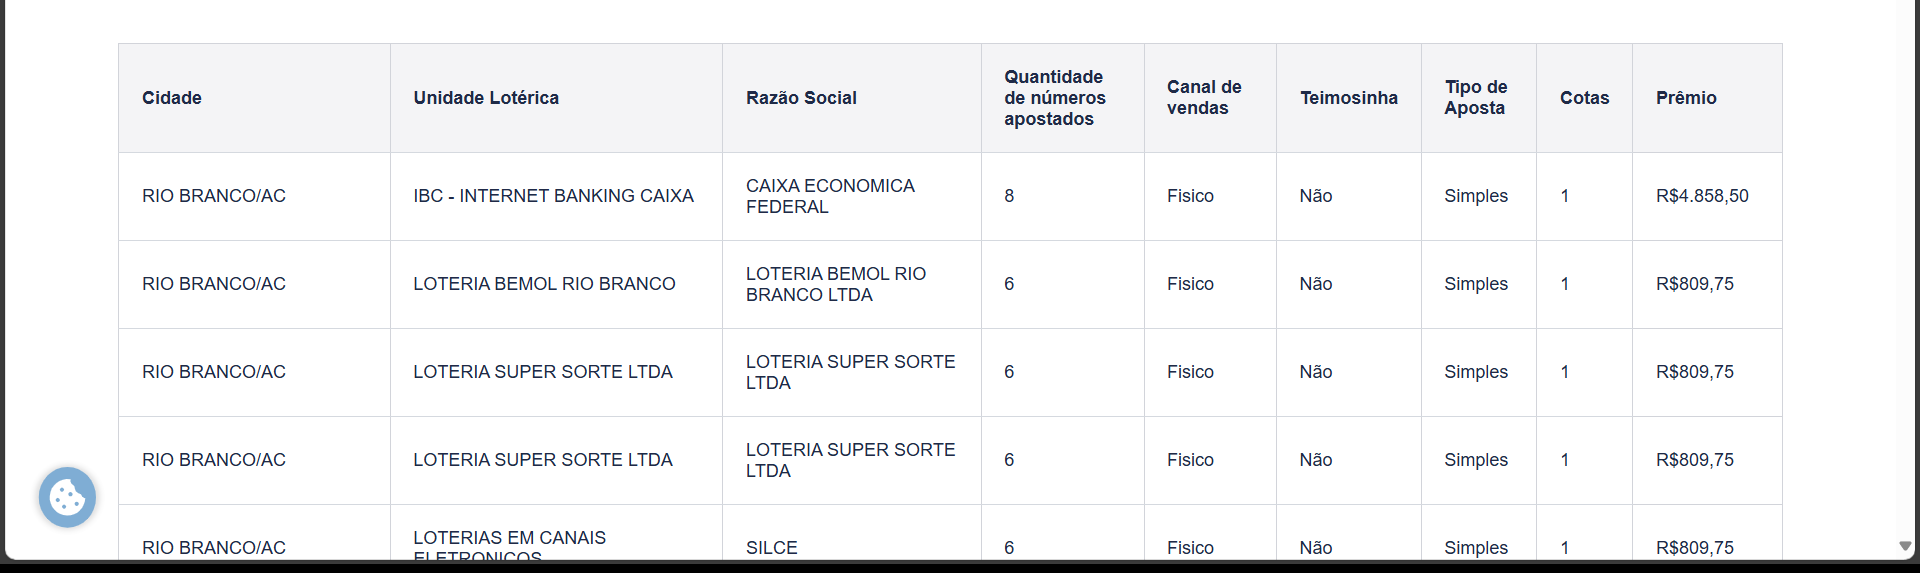 Cidade
Unidade Lotérica
Razão Social
Quantidade
de números
apostados
Canal de
vendas
Teimosinha
Tipo de
Aposta
Cotas
Prêmio
RIO BRANCO/AC
IBC - INTERNET BANKING CAIXA
CAIXA ECONOMICA
FEDERAL
8
Fisico
Não
Simples
1
R$4.858,50
RIO BRANCO/AC
LOTERIA BEMOL RIO BRANCO
LOTERIA BEMOL RIO
BRANCO LTDA
6
Fisico
Não
Simples
1
R$809,75
RIO BRANCO/AC
LOTERIA SUPER SORTE LTDA
LOTERIA SUPER SORTE
LTDA
6
Fisico
Não
Simples
1
R$809,75
RIO BRANCO/AC
LOTERIA SUPER SORTE LTDA
LOTERIA SUPER SORTE
LTDA
6
Fisico
Não
Simples
1
R$809,75
RIO BRANCO/AC
LOTERIAS EM CANAIS
ELETRONICOS
SILCE
6
Fisico
Não
Simples
1
R$809,75